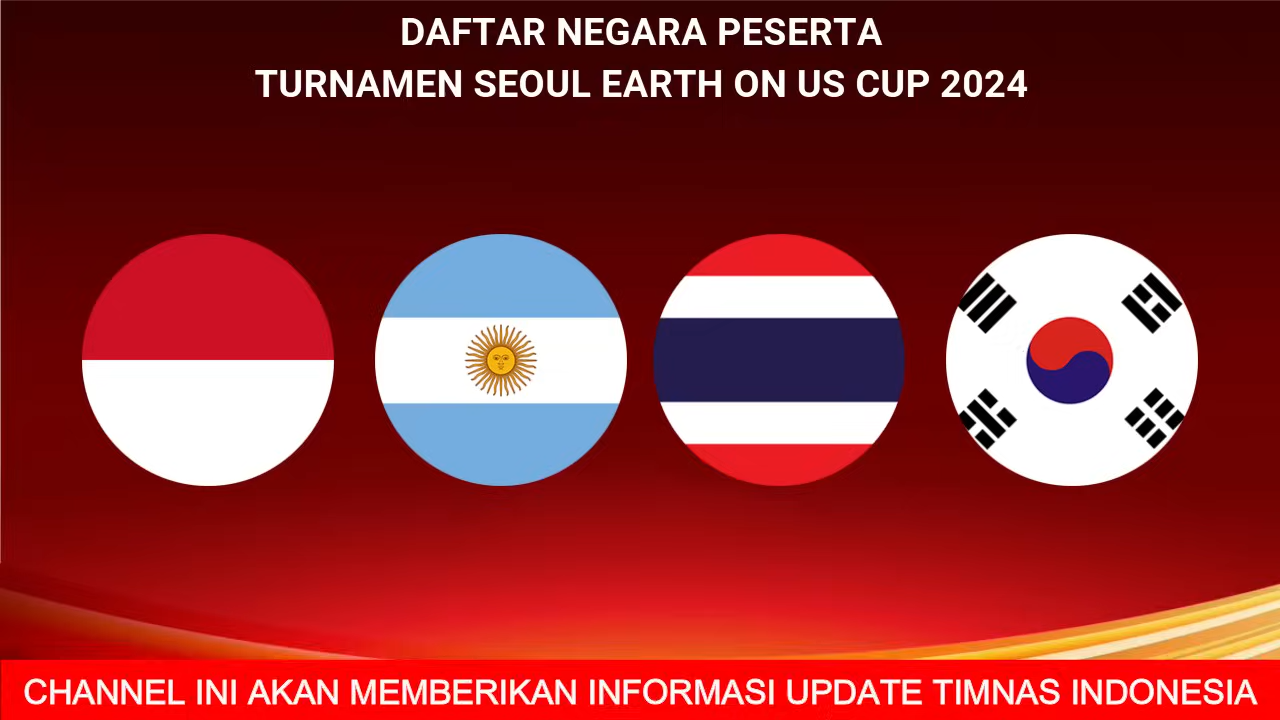 DAFTAR NEGARA PESERTA
TURNAMEN SEOUL EARTH ON US CUP 2024
CHANNEL INI AKAN MEMBERIKAN INFORMASI UPDATE TIMNAS INDONESIA